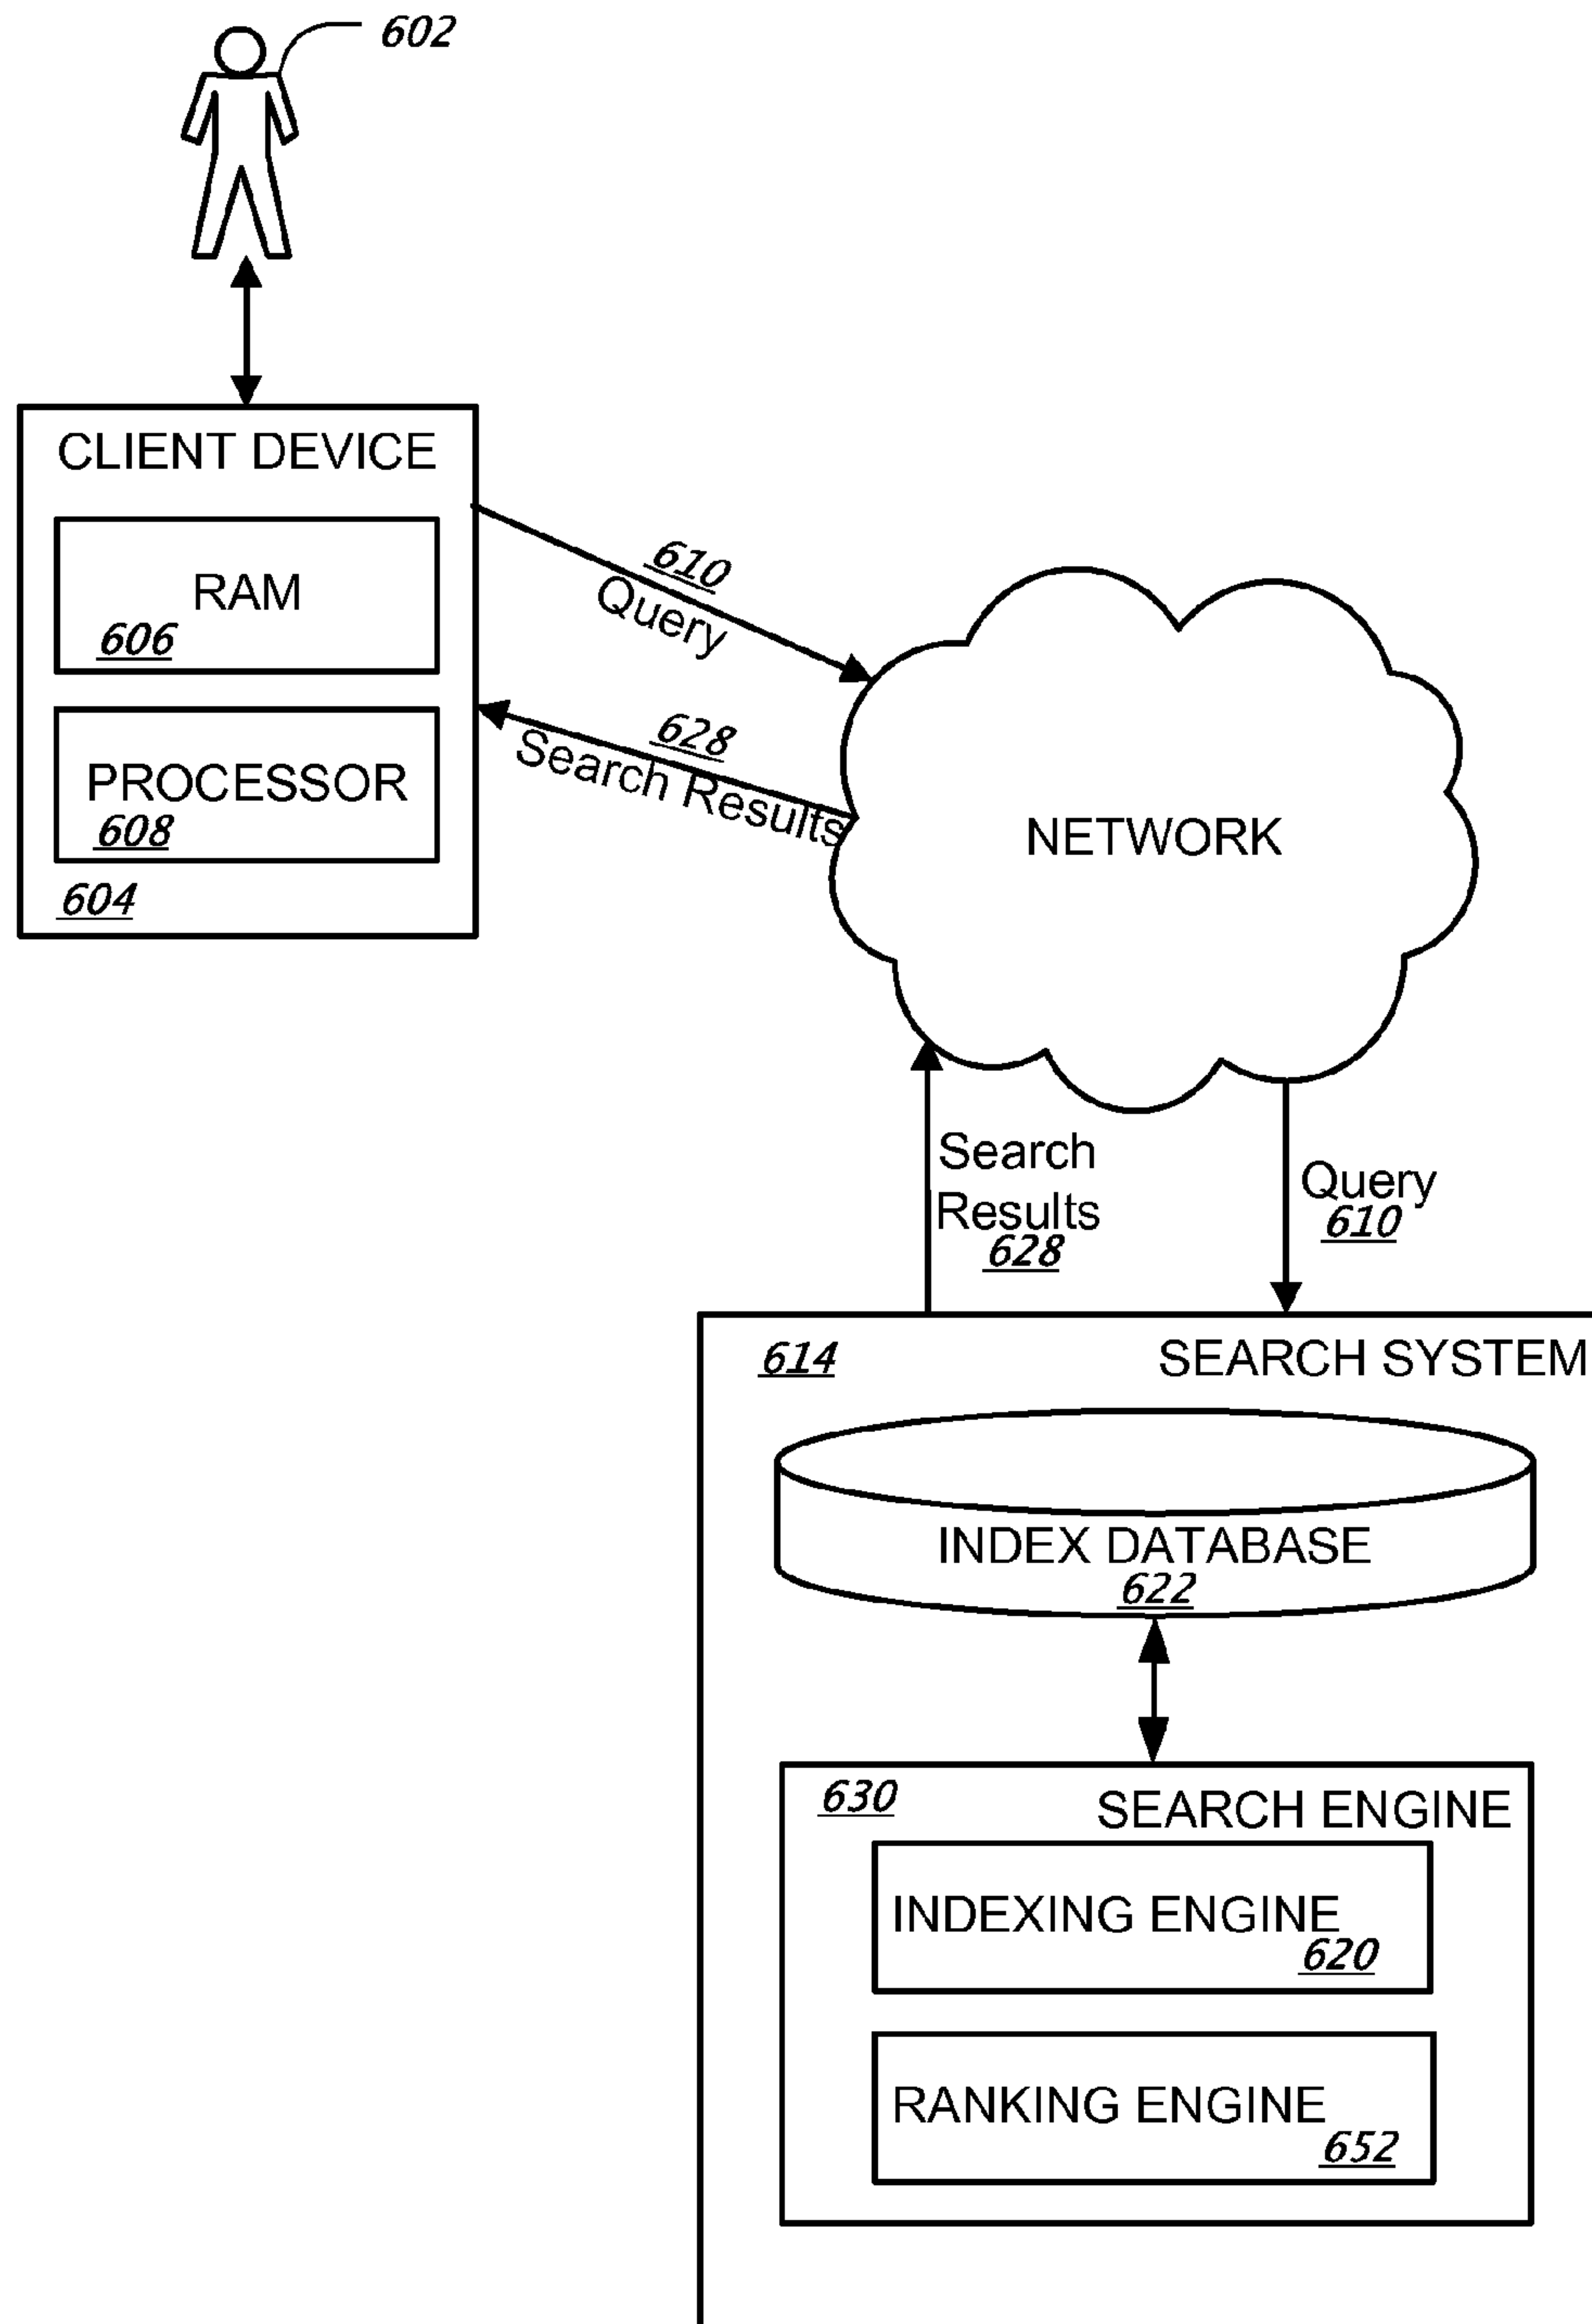 602
CLIENT DEVICE
RAM
606
PROCESSOR
608
604
610
Query
628
Search Results
NETWORK
Search
Results
628
Query
610
614
SEARCH SYSTEM
INDEX DATABASE
622
630
SEARCH ENGINE
INDEXING ENGINE
620
RANKING ENGINE
652